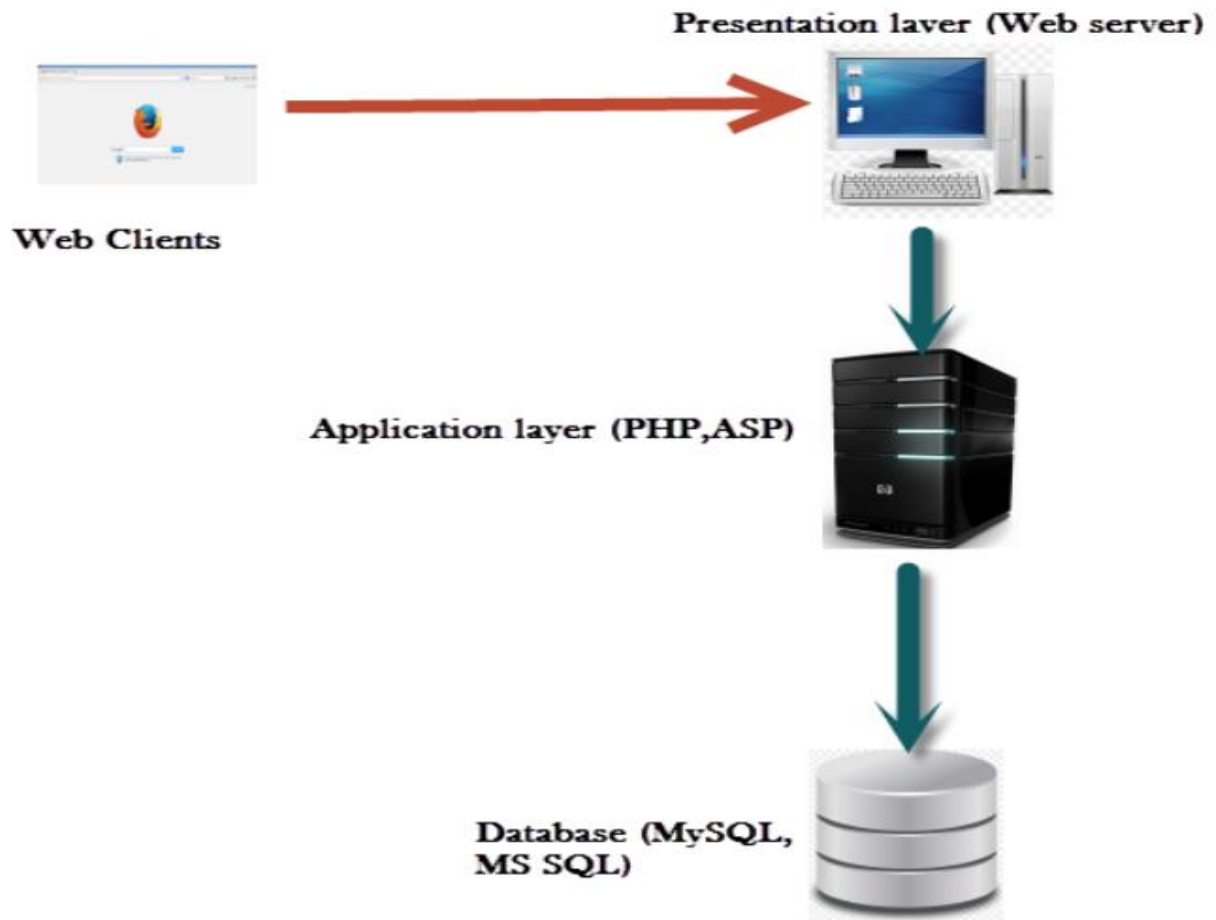 Presentation layer (Web server)
Web Clients
Application layer (PHP,ASP)
Database (MySQL,
MS SQL)